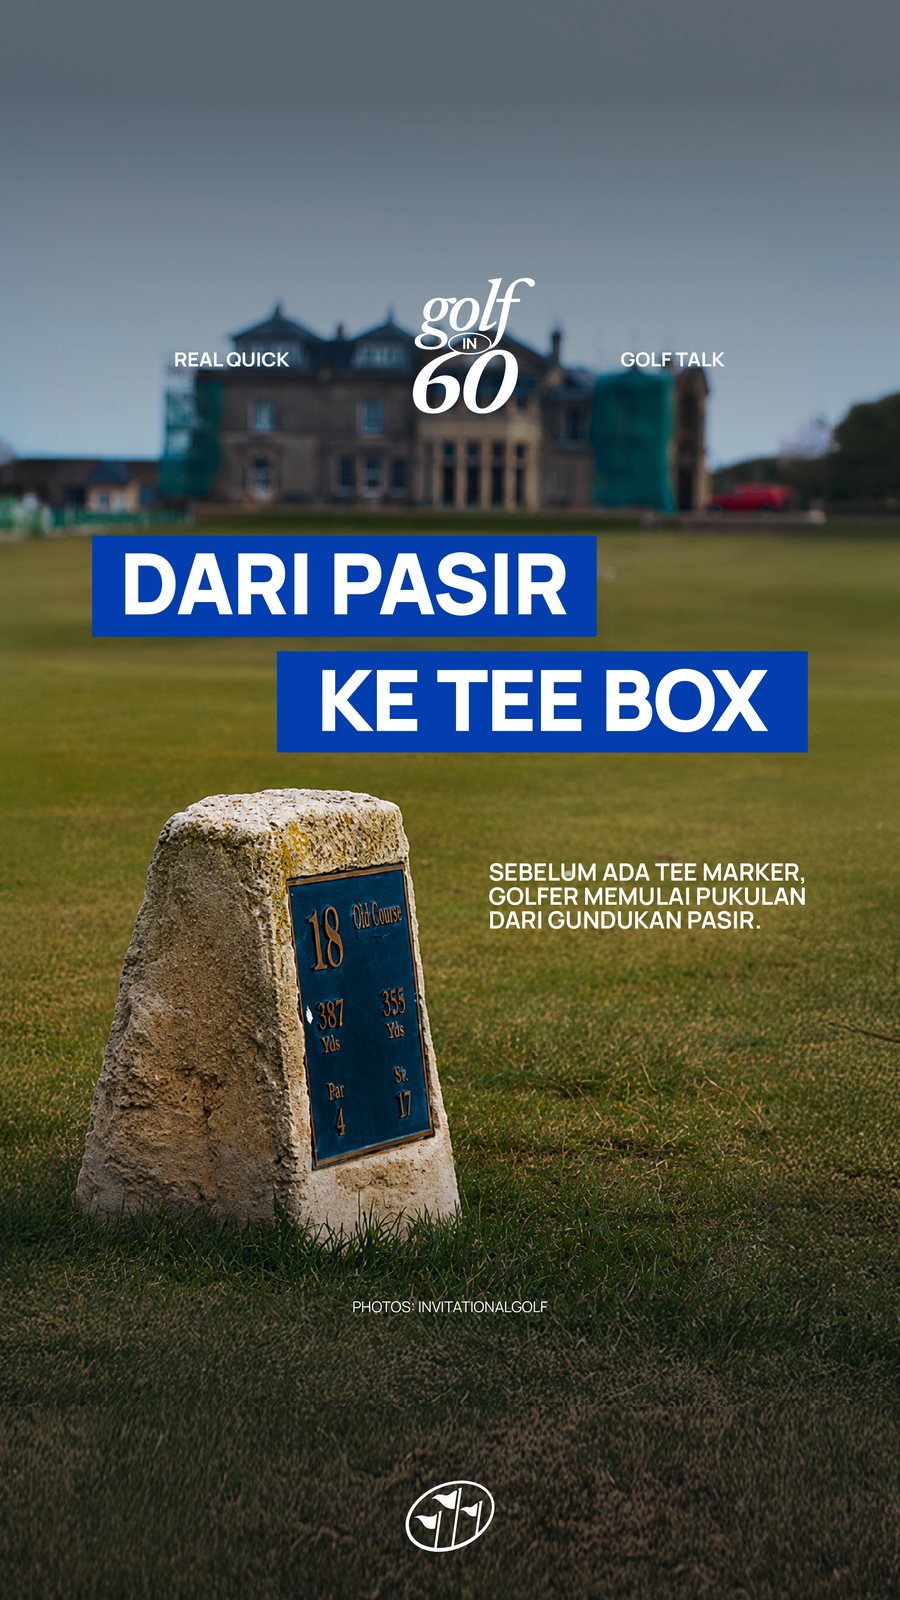 golf
IN
60
REAL QUICK
GOLF TALK
DARI PASIR
KE TEE BOX
SEBELUM ADA TEE MARKER,
GOLFER MEMULAI PUKULAN
DARI GUNDUKAN PASIR.
18 Old Course
387 355
Yds Yds
Par St.
4 17
PHOTOS: INVITATIONALGOLF